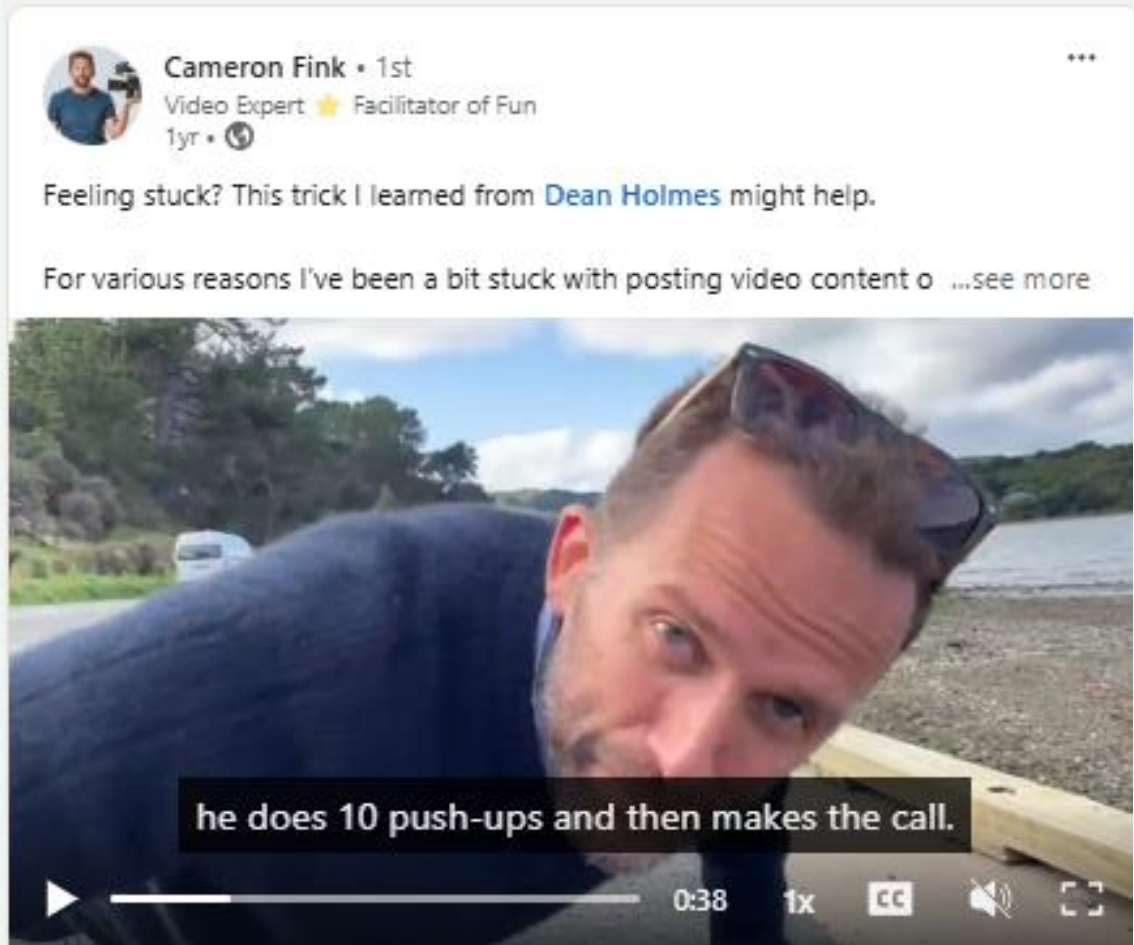 Cameron Fink • 1st
Video Expert ⭐ Facilitator of Fun
1yr •
Feeling stuck? This trick I learned from Dean Holmes might help.
For various reasons I've been a bit stuck with posting video content o ...see more
he does 10 push-ups and then makes the call.
0:38 1x CC